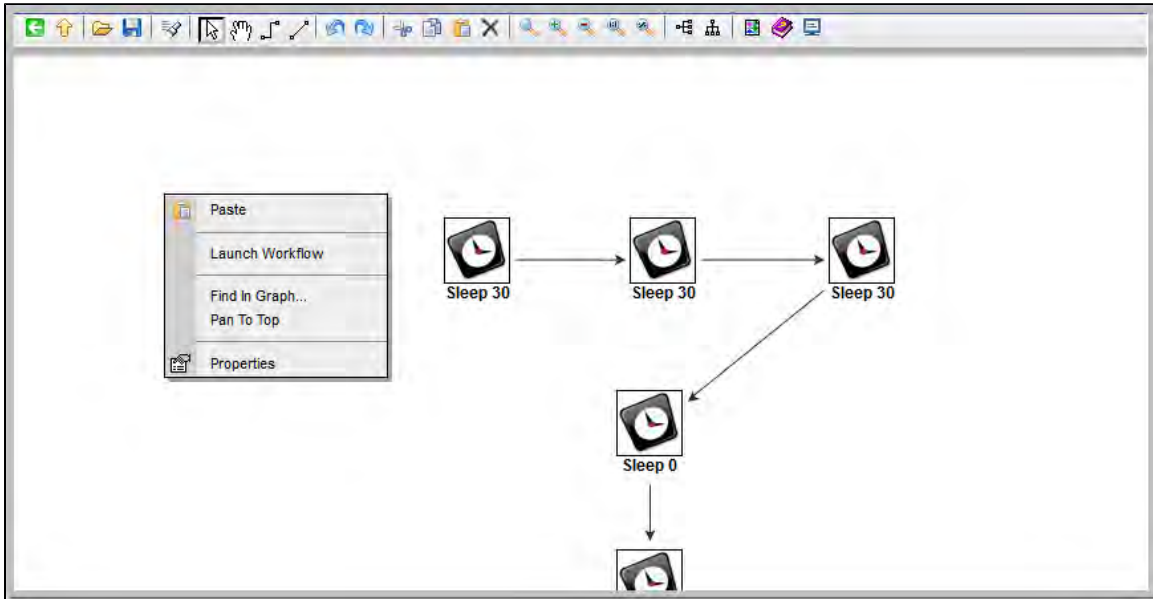 Paste
Launch Workflow
Find In Graph...
Pan To Top
Properties
Sleep 30
Sleep 30
Sleep 30
Sleep 0